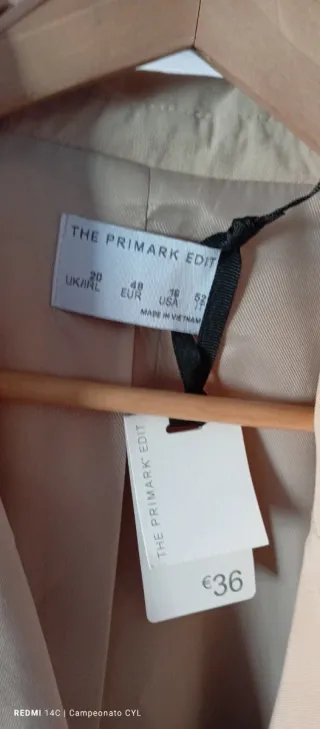 THE PRIMARK EDIT
20 48 16 52
UK/IRL EUR USA IT
MADE IN VIETNAM
THE PRIMARK EDIT
€36
REDMI 14C | Campeonato CYL